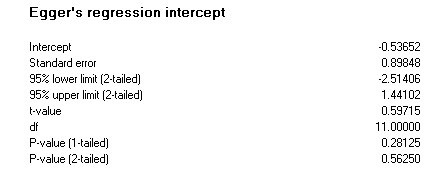 Egger's regression intercept
Intercept -0.53652
Standard error 0.89848
95% lower limit (2-tailed) -2.51406
95% upper limit (2-tailed) 1.44102
t-value 0.59715
df 11.00000
P-value (1-tailed) 0.28125
P-value (2-tailed) 0.56250